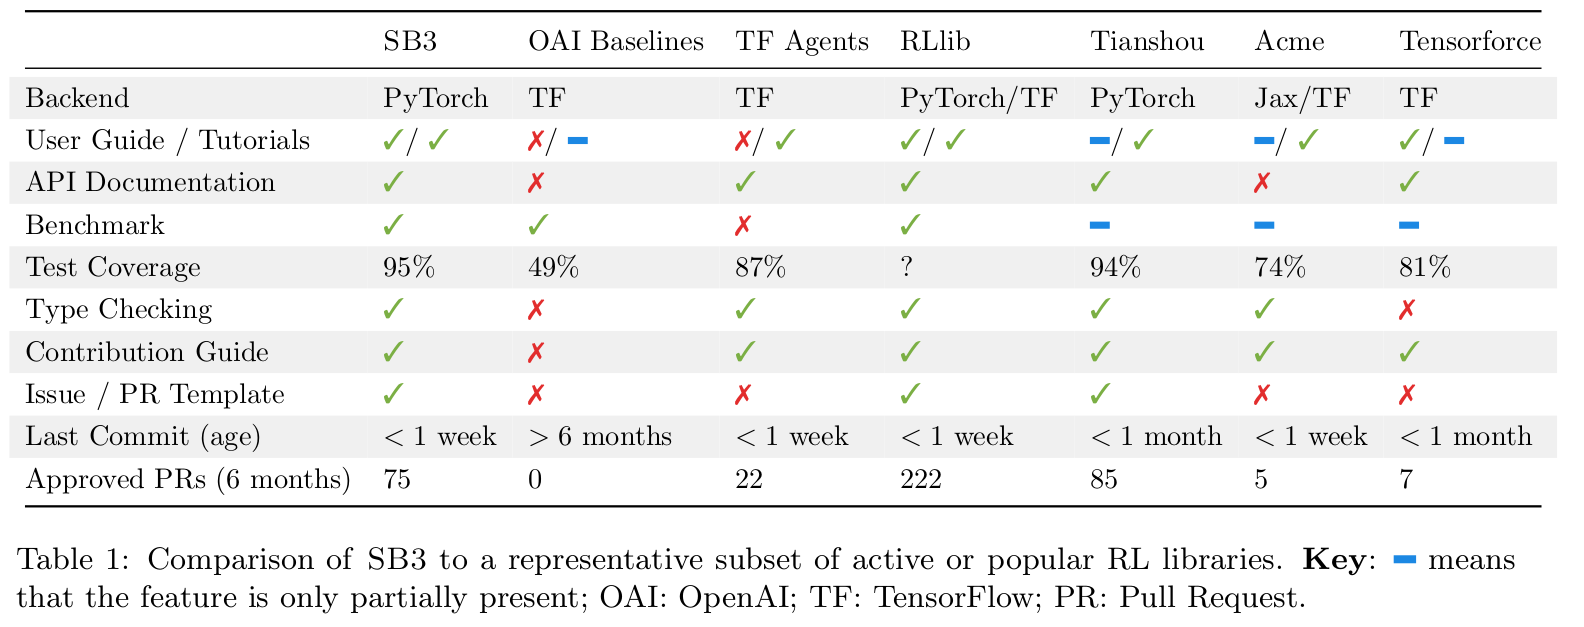 SB3 OAI Baselines TF Agents RLlib Tianshou Acme Tensorforce
Backend PyTorch TF TF PyTorch/TF PyTorch Jax/TF TF
User Guide / Tutorials ✓/ ✓ ✗/ ━ ✗/ ✓ ✓/ ✓ ━/ ✓ ━/ ✓ ✓/ ━
API Documentation ✓ ✗ ✓ ✓ ✓ ✗ ✓
Benchmark ✓ ✓ ✗ ✓ ━ ━ ━
Test Coverage 95% 49% 87% ? 94% 74% 81%
Type Checking ✓ ✗ ✓ ✓ ✓ ✓ ✗
Contribution Guide ✓ ✗ ✓ ✓ ✓ ✓ ✓
Issue / PR Template ✓ ✗ ✗ ✓ ✓ ✗ ✗
Last Commit (age) < 1 week > 6 months < 1 week < 1 week < 1 month < 1 week < 1 month
Approved PRs (6 months) 75 0 22 222 85 5 7
Table 1: Comparison of SB3 to a representative subset of active or popular RL libraries. Key: ━ means
that the feature is only partially present; OAI: OpenAI; TF: TensorFlow; PR: Pull Request.